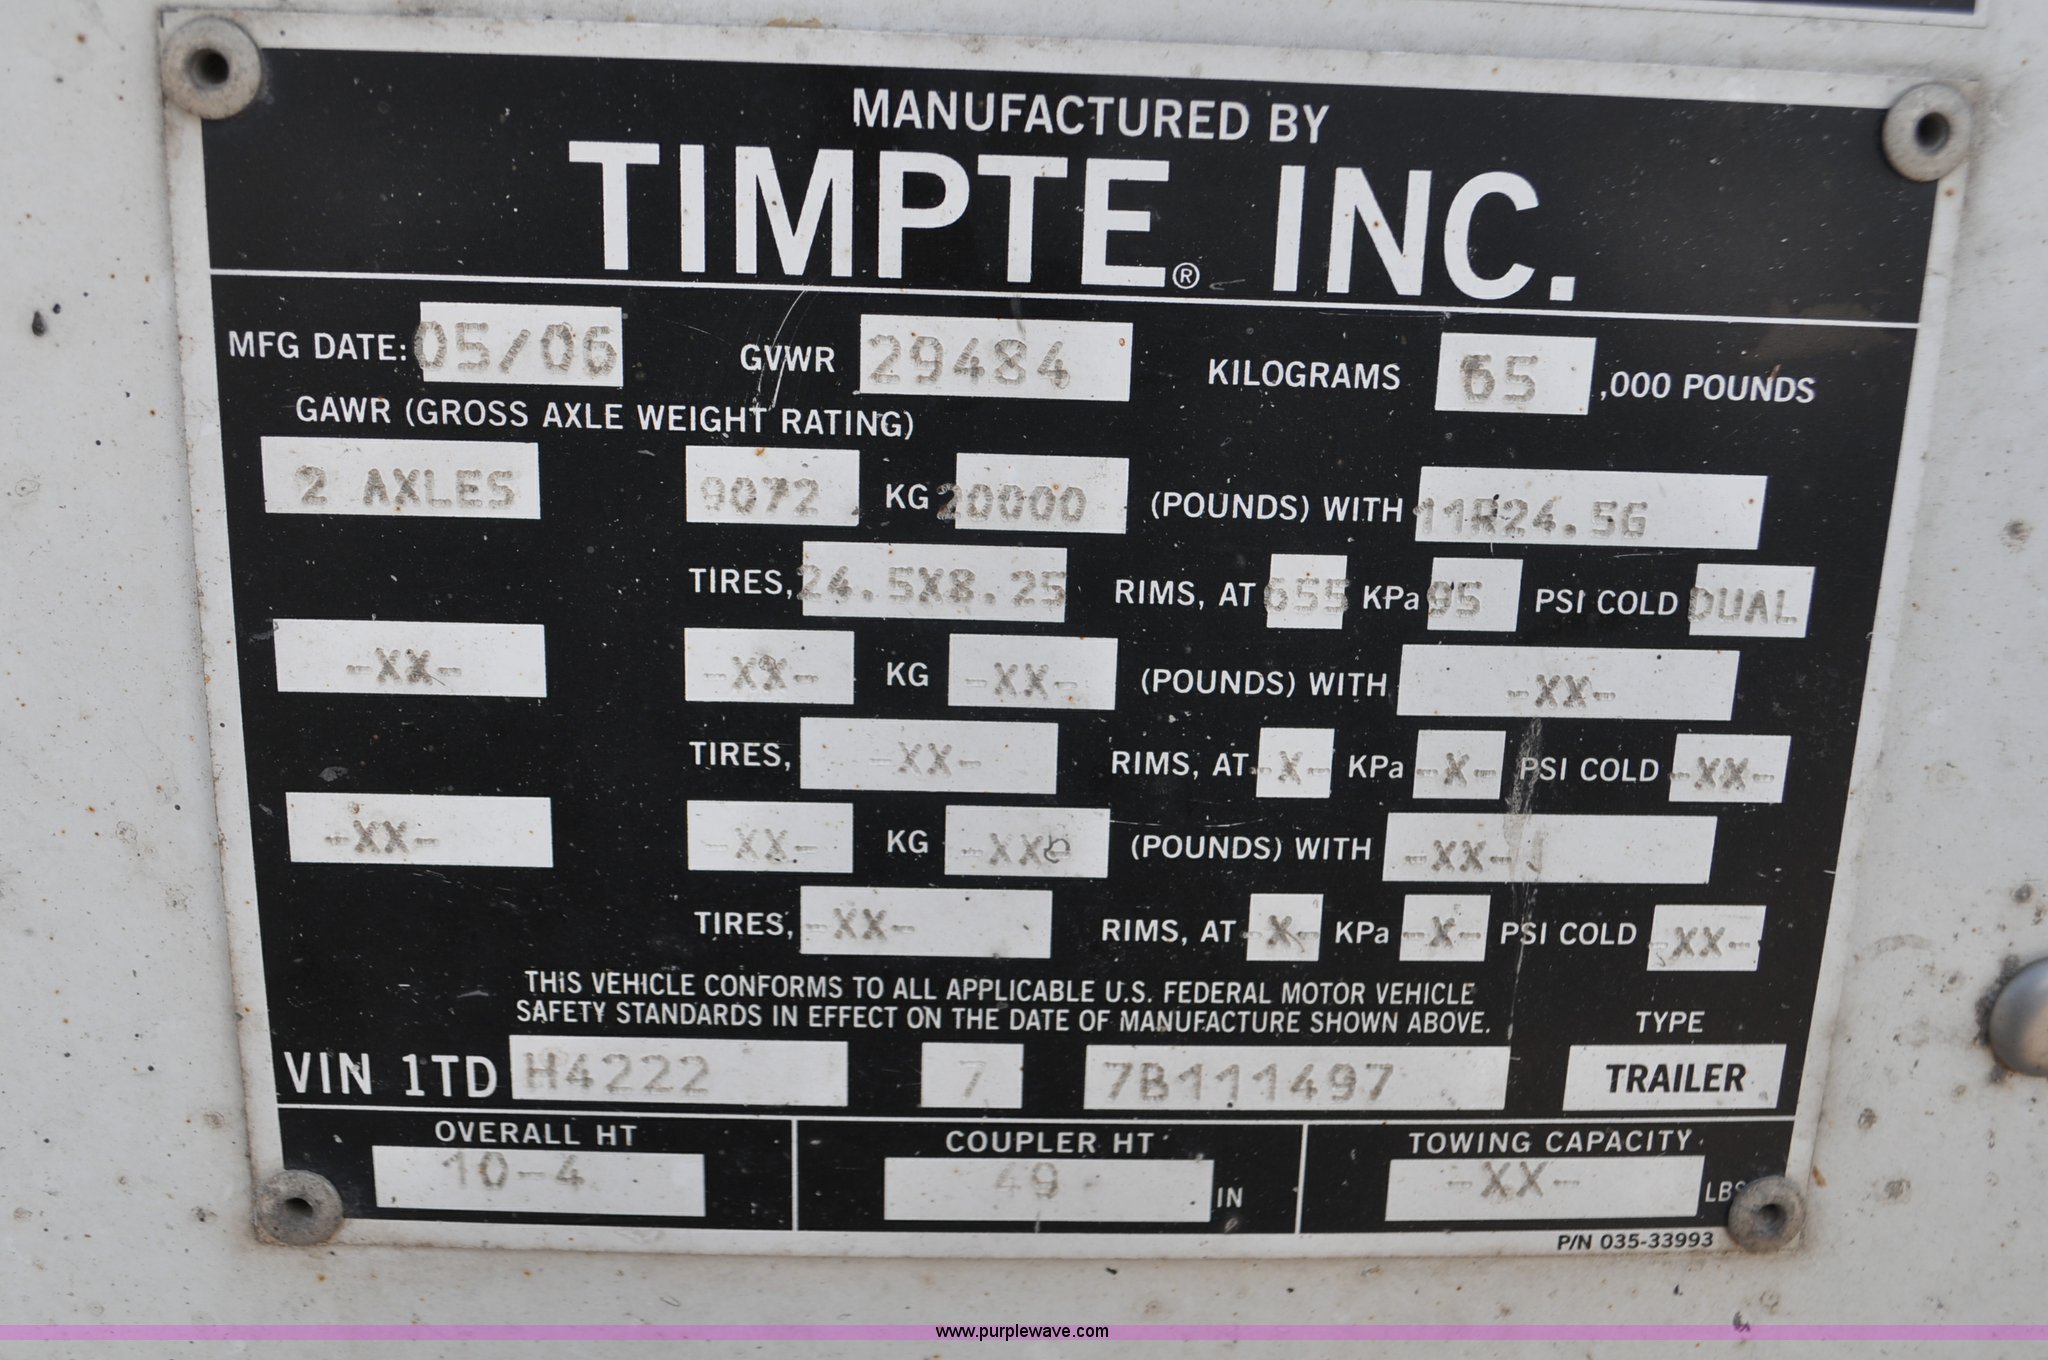 MANUFACTURED BY
TIMPTE® INC.
MFG DATE: 05/06 GVWR 29484 KILOGRAMS 65 ,000 POUNDS
GAWR (GROSS AXLE WEIGHT RATING)
2 AXLES 9072 KG 20000 (POUNDS) WITH 11R24.5G
TIRES, 24.5X8.25 RIMS, AT 655 KPa 95 PSI COLD DUAL
-XX- -XX- KG -XX- (POUNDS) WITH -XX-
TIRES, -XX- RIMS, AT -X- KPa -X- PSI COLD -XX-
-XX- -XX- KG -XX- (POUNDS) WITH -XX-
TIRES, -XX- RIMS, AT -X- KPa -X- PSI COLD -XX-
THIS VEHICLE CONFORMS TO ALL APPLICABLE U.S. FEDERAL MOTOR VEHICLE
SAFETY STANDARDS IN EFFECT ON THE DATE OF MANUFACTURE SHOWN ABOVE.
TYPE
VIN 1TD H4222 7 7B111497 TRAILER
OVERALL HT COUPLER HT TOWING CAPACITY
10-4 49 IN -XX- LBS
P/N 035-33993
www.purplewave.com